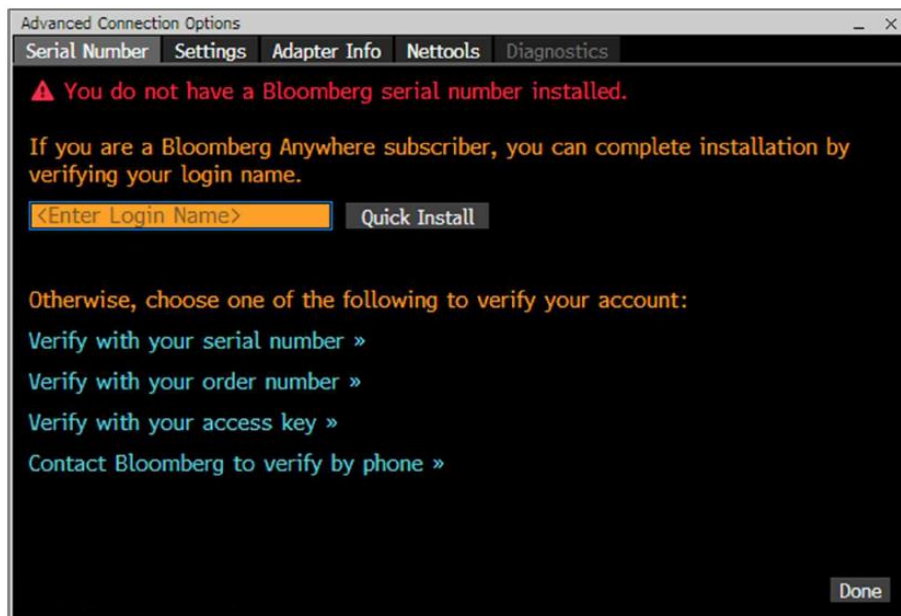 Advanced Connection Options
Serial Number Settings Adapter Info Nettools Diagnostics
You do not have a Bloomberg serial number installed.
If you are a Bloomberg Anywhere subscriber, you can complete installation by
verifying your login name.
<Enter Login Name> Quick Install
Otherwise, choose one of the following to verify your account:
Verify with your serial number »
Verify with your order number »
Verify with your access key »
Contact Bloomberg to verify by phone »
Done